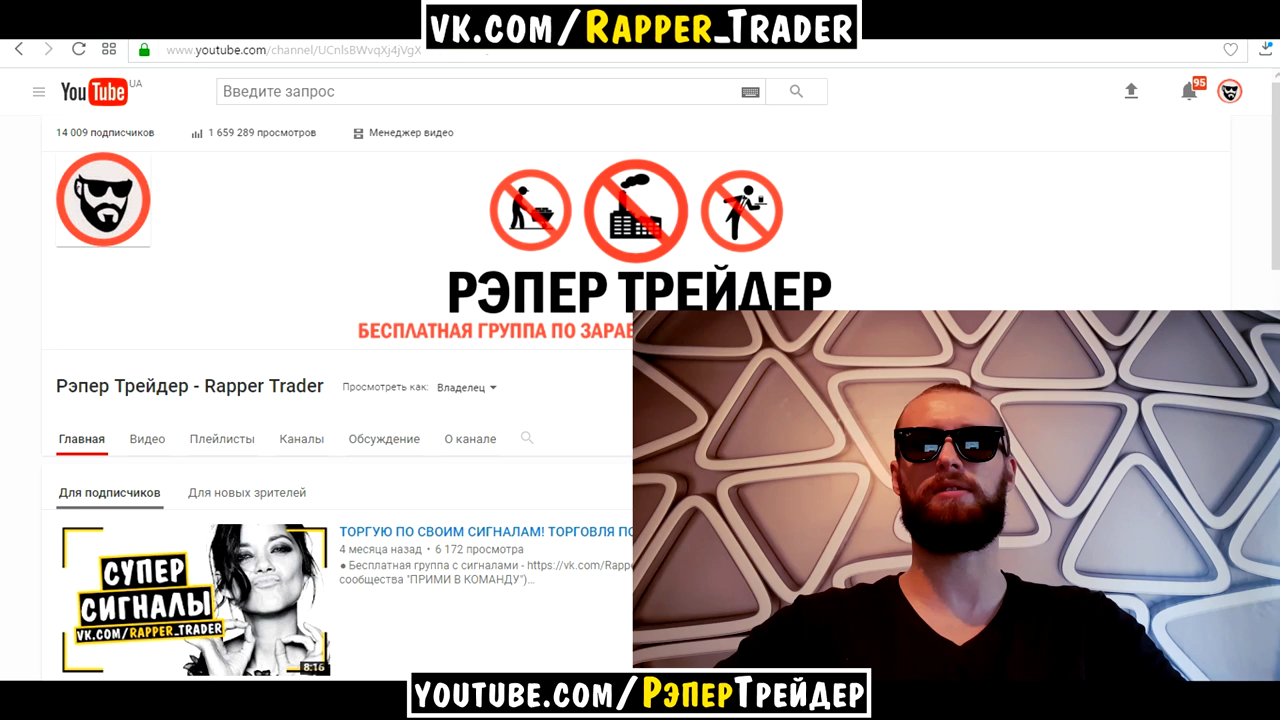 vk.com/Rapper_Trader
www.youtube.com/channel/UCnlsBWvqXj4jVgX
YouTube UA
Введите запрос
95
14 009 подписчиков
1 659 289 просмотров
Менеджер видео
РЭПЕР ТРЕЙДЕР
БЕСПЛАТНАЯ ГРУППА ПО ЗАРАБ
Рэпер Трейдер - Rapper Trader
Просмотреть как: Владелец
Главная
Видео
Плейлисты
Каналы
Обсуждение
О канале
Для подписчиков
Для новых зрителей
СУПЕР
СИГНАЛЫ
VK.COM/RAPPER_TRADER
8:16
ТОРГУЮ ПО СВОИМ СИГНАЛАМ! ТОРГОВЛЯ ПО
4 месяца назад • 6 172 просмотра
● Бесплатная группа с сигналами - https://vk.com/Rappe
сообщества "ПРИМИ В КОМАНДУ")...
youtube.com/РэперТрейдер